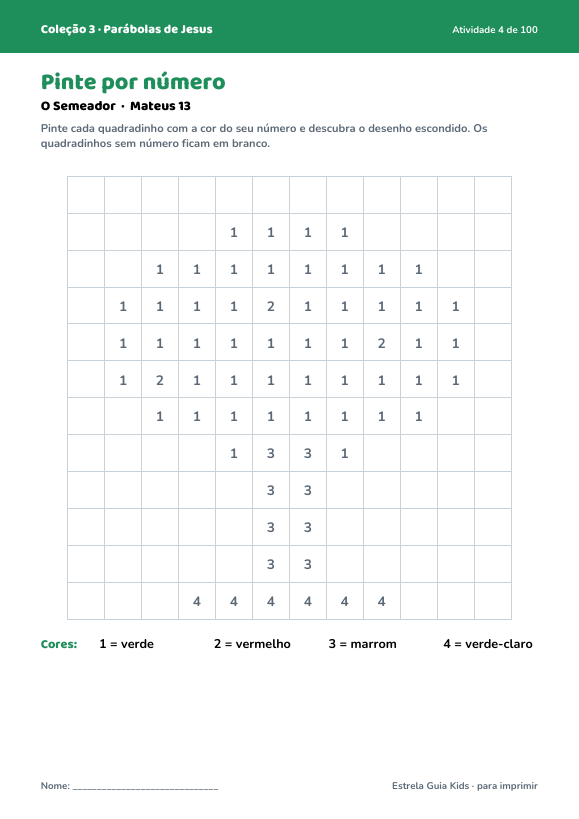 Coleção 3 · Parábolas de Jesus
Atividade 4 de 100
Pinte por número
O Semeador · Mateus 13
Pinte cada quadradinho com a cor do seu número e descubra o desenho escondido. Os
quadradinhos sem número ficam em branco.
1 1 1 1
1 1 1 1 1 1 1 1
1 1 1 1 2 1 1 1 1 1
1 1 1 1 1 1 1 2 1 1
1 2 1 1 1 1 1 1 1 1
1 1 1 1 1 1 1 1
1 3 3 1
3 3
3 3
3 3
4 4 4 4 4 4
Cores: 1 = verde 2 = vermelho 3 = marrom 4 = verde-claro
Nome: ____________________________
Estrela Guia Kids · para imprimir